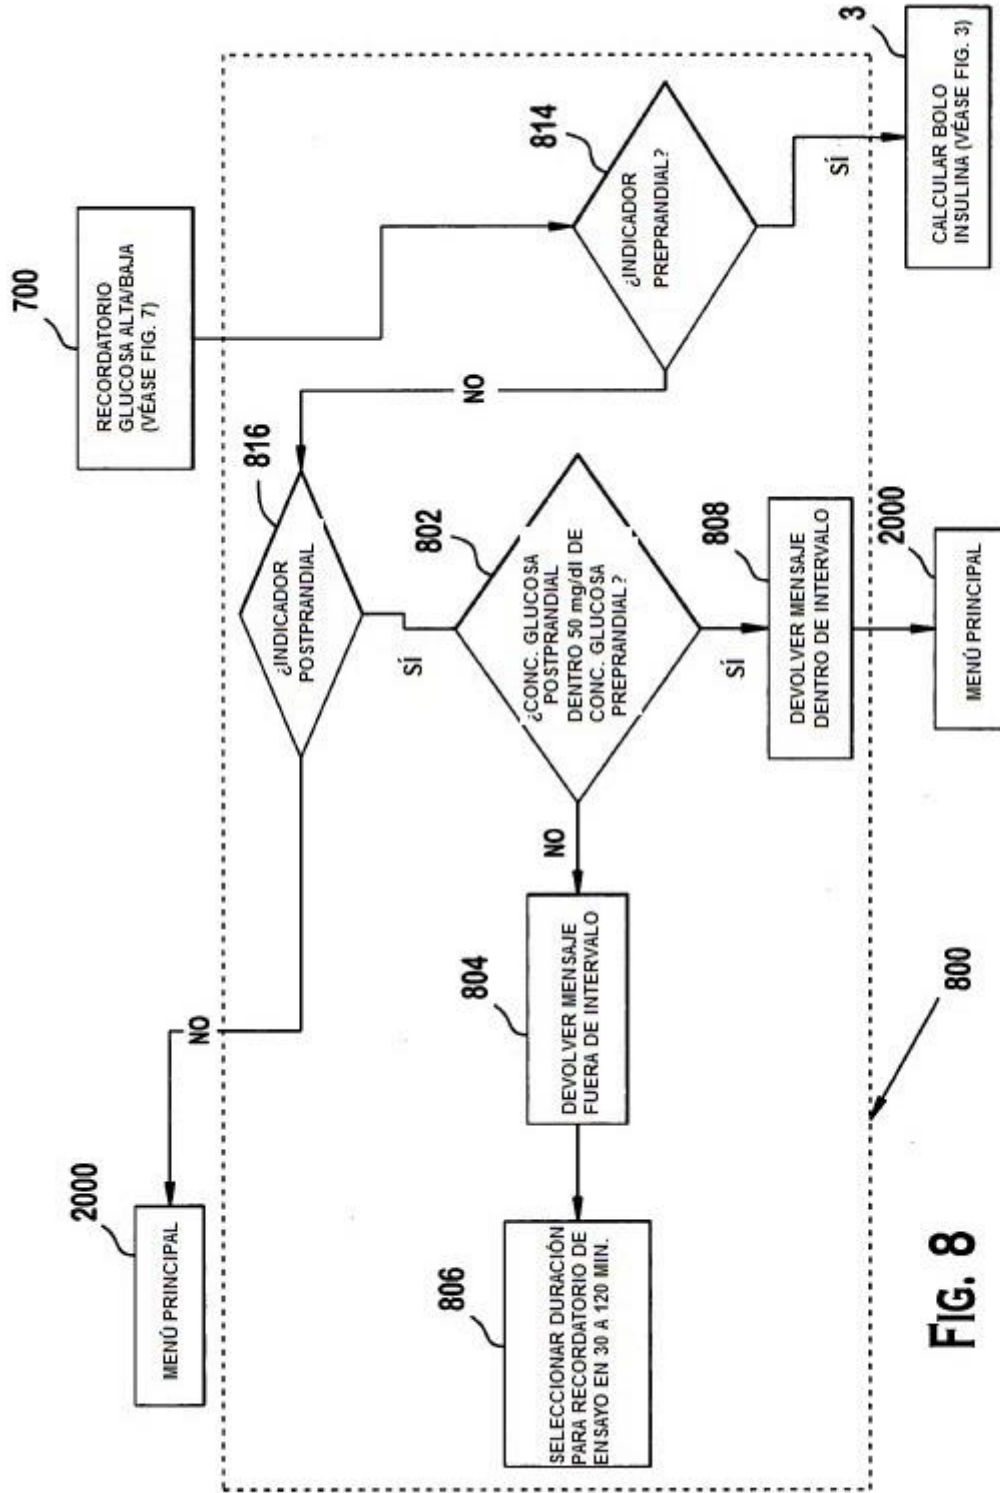 700
RECORDATORIO
GLUCOSA ALTA/BAJA
(VÉASE FIG. 7)
814
¿INDICADOR
PREPRANDIAL?
SÍ
3
CALCULAR BOLO
INSULINA (VÉASE FIG. 3)
NO
816
¿INDICADOR
POSTPRANDIAL
SÍ
802
¿CONC. GLUCOSA
POSTPRANDIAL
DENTRO 50 mg/dl DE
CONC. GLUCOSA
PREPRANDIAL?
SÍ
808
DEVOLVER MENSAJE
DENTRO DE INTERVALO
2000
MENÚ PRINCIPAL
NO
804
DEVOLVER MENSAJE
FUERA DE INTERVALO
806
SELECCIONAR DURACIÓN
PARA RECORDATORIO DE
ENSAYO EN 30 A 120 MIN.
NO
2000
MENÚ PRINCIPAL
800
FIG. 8